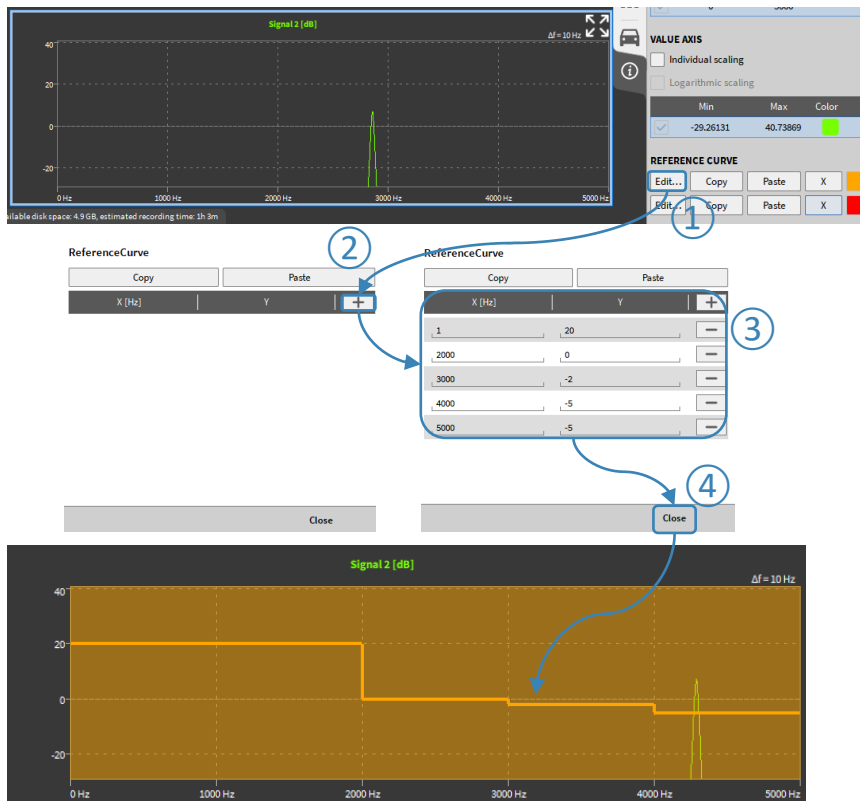 Signal 2 [dB]
Δf = 10 Hz
40
20
0
-20
0 Hz 1000 Hz 2000 Hz 3000 Hz 4000 Hz 5000 Hz
ailable disk space: 4.9 GB, estimated recording time: 1h 3m
VALUE AXIS
Individual scaling
Logarithmic scaling
Min Max Color
-29.26131 40.73869
REFERENCE CURVE
Edit... Copy Paste X
Edit... Copy Paste X
1
2
ReferenceCurve
Copy Paste
X [Hz] Y +
Close
ReferenceCurve
Copy Paste
X [Hz] Y +
3
1 20
2000 0
3000 -2
4000 -5
5000 -5
4
Close
Signal 2 [dB]
Δf = 10 Hz
40
20
0
-20
0 Hz 1000 Hz 2000 Hz 3000 Hz 4000 Hz 5000 Hz